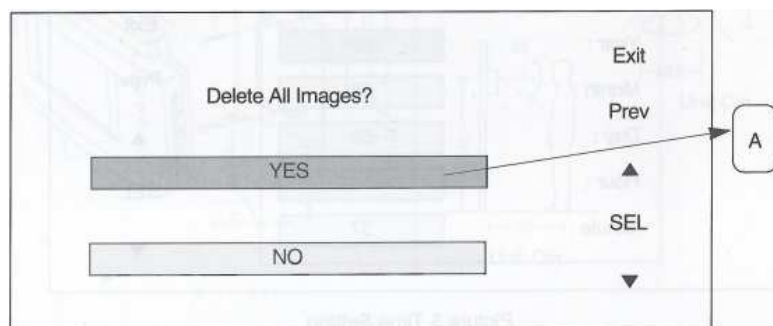 Delete All Images?
YES
NO
Exit
Prev
▲
SEL
▼
A